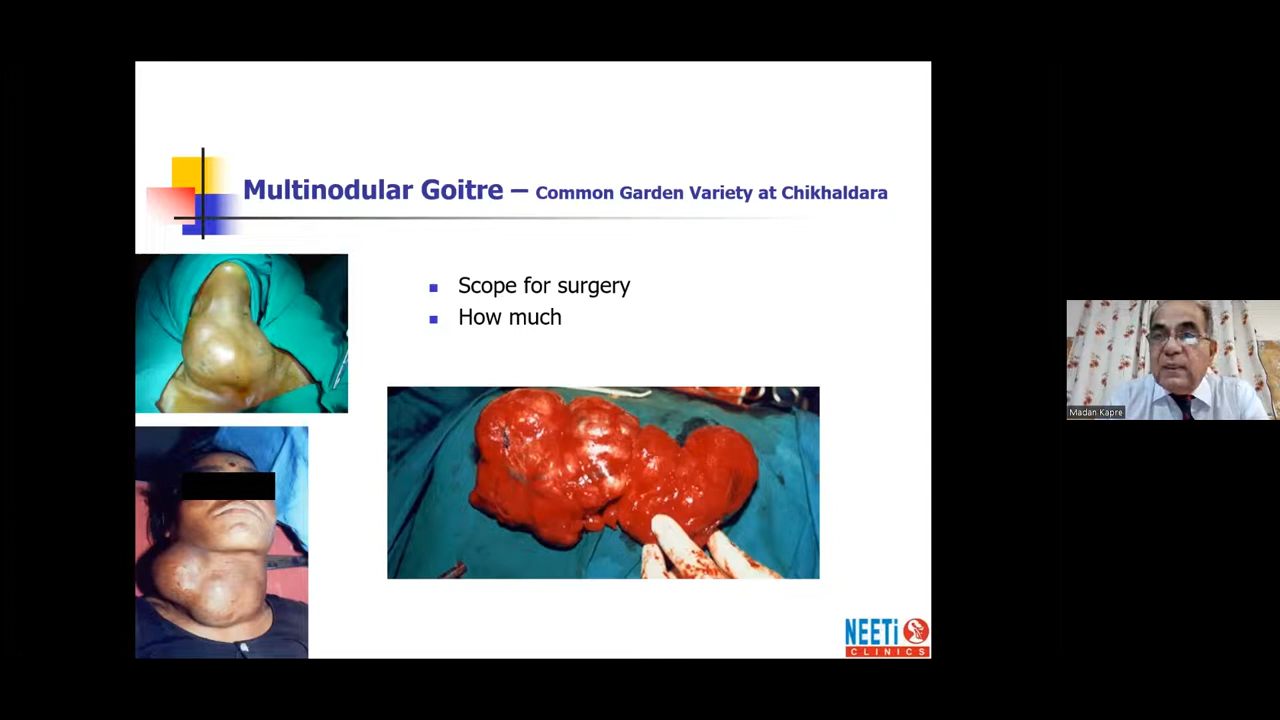 Multinodular Goitre – Common Garden Variety at Chikhaldara
Scope for surgery
How much
NEETi
CLINICS
Madan Kapre